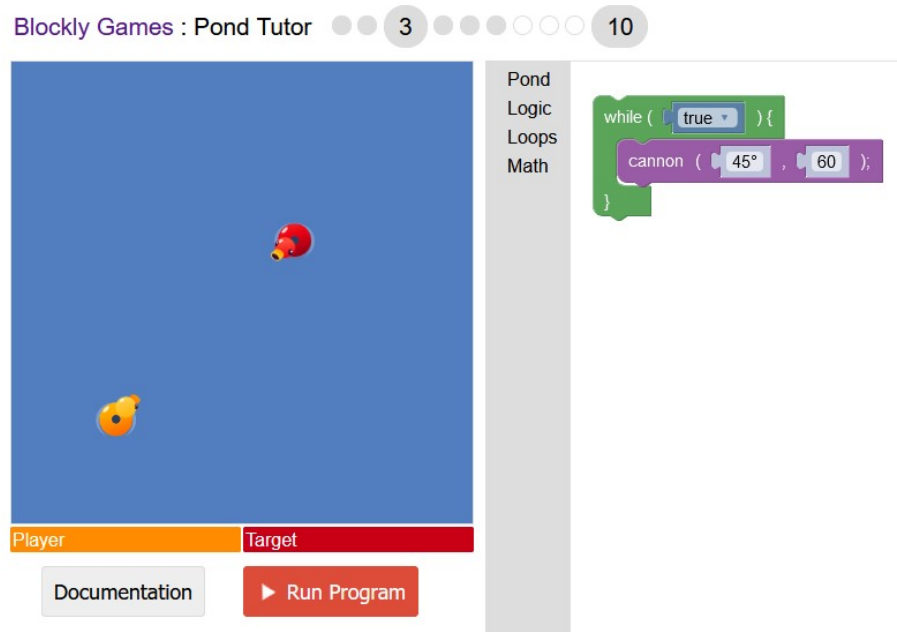 Blockly Games : Pond Tutor 3 10
Pond
Logic
Loops
Math
while ( true ▾ ) {
cannon ( 45° , 60 );
}
Player Target
Documentation Run Program